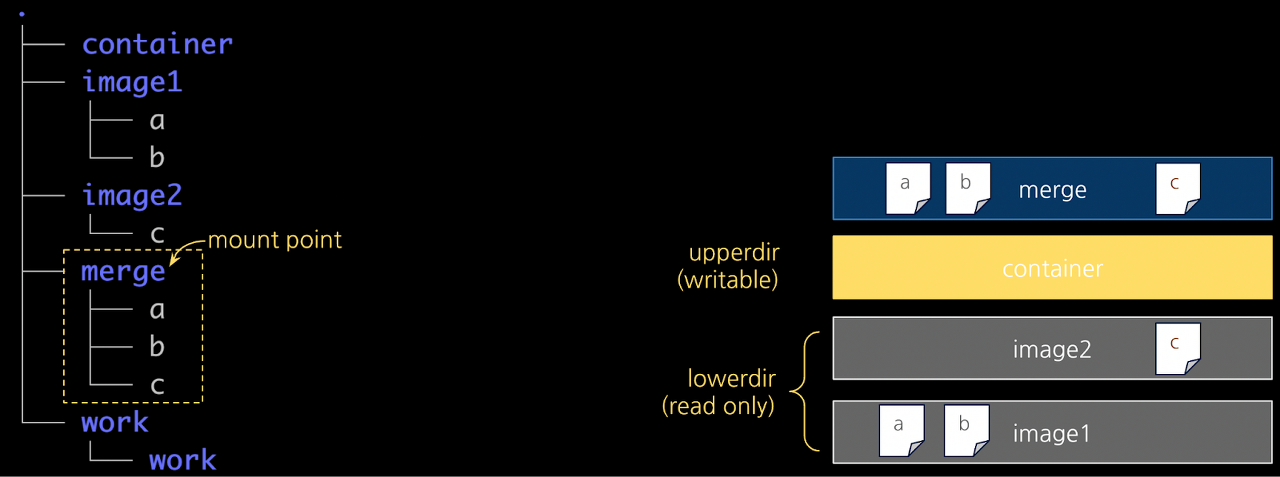 .
container
image1
a
b
image2
c
mount point
merge
a
b
c
work
work
a
b
merge
c
upperdir
(writable)
container
image2
c
lowerdir
(read only)
a
b
image1